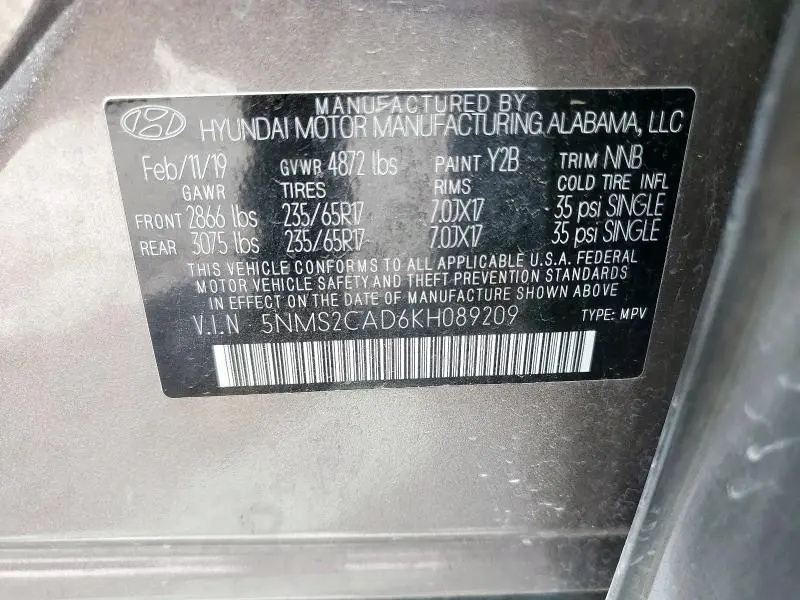 MANUFACTURED BY
HYUNDAI MOTOR MANUFACTURING ALABAMA, LLC
Feb/11/19 GVWR 4872 lbs PAINT Y2B TRIM NNB
GAWR TIRES RIMS COLD TIRE INFL
FRONT 2866 lbs 235/65R17 7.0JX17 35 psi SINGLE
REAR 3075 lbs 235/65R17 7.0JX17 35 psi SINGLE
THIS VEHICLE CONFORMS TO ALL APPLICABLE U.S.A. FEDERAL
MOTOR VEHICLE SAFETY AND THEFT PREVENTION STANDARDS
IN EFFECT ON THE DATE OF MANUFACTURE SHOWN ABOVE
V.I.N 5NMS2CAD6KH089209 TYPE: MPV